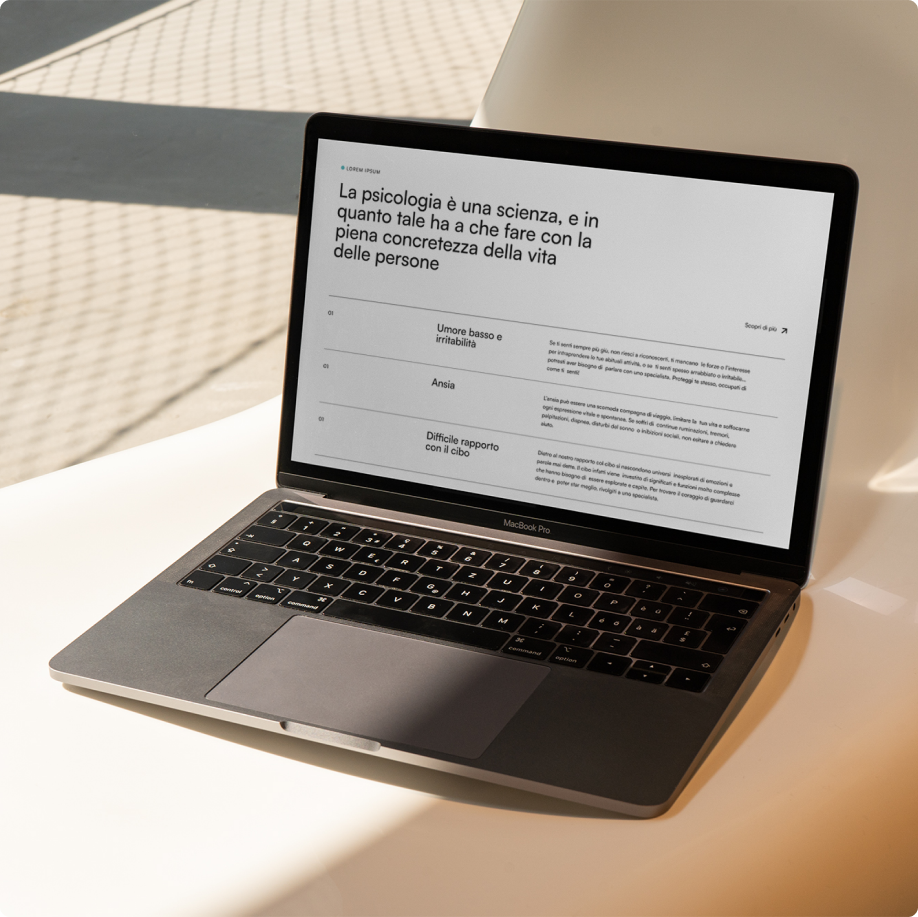 LOREM IPSUM
La psicologia è una scienza, e in
quanto tale ha a che fare con la
piena concretezza della vita
delle persone
Scopri di più
01
Umore basso e
irritabilità
Se ti senti sempre più giù, non riesci a riconoscerti, ti mancano le forze o l'interesse
per intraprendere le tue abituali attività, o se ti senti spesso arrabbiato o irritabile...
potresti aver bisogno di parlare con uno specialista. Proteggi te stesso, occupati di
come ti senti!
Ansia
L'ansia può essere una scomoda compagna di viaggio, limitare la tua vita e soffocarne
ogni espressione vitale e spontanea. Se soffri di continue ruminazioni, tremori,
palpitazioni, dispnea, disturbi del sonno o inibizioni sociali, non esitare a chiedere
aiuto.
Difficile rapporto
con il cibo
Dietro al nostro rapporto col cibo si nascondono universi inesplorati di emozioni e
parole mai dette. Il cibo infatti viene investito di significati e funzioni molto complesse
che hanno bisogno di essere esplorate e capite. Per trovare il coraggio di guardarci
dentro e poter star meglio, rivolgiti a uno specialista.
MacBook Pro
Q W E R T Z U I O P
A S D F G H J K L
Y X C V B N M
fn control option command command option